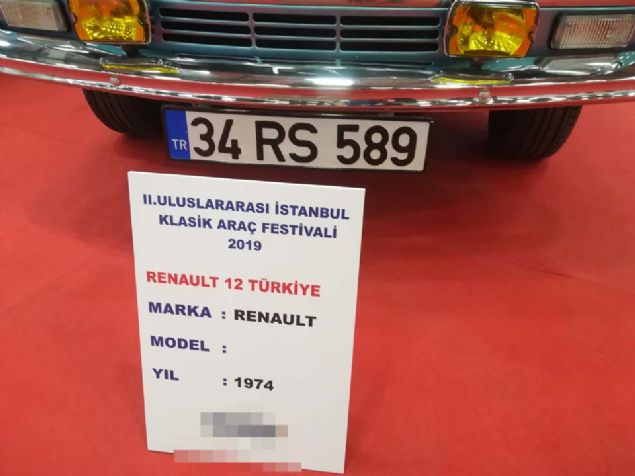 TR 34 RS 589
II.ULUSLARARASI İSTANBUL
KLASİK ARAÇ FESTİVALİ
2019
RENAULT 12 TÜRKİYE
MARKA : RENAULT
MODEL :
YIL : 1974